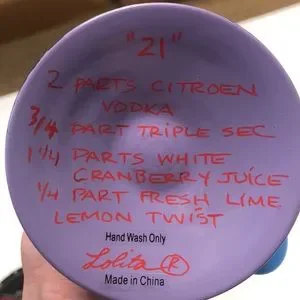 "21"
2 PARTS CITROEN
VODKA
3/4 PART TRIPLE SEC
1 1/4 PARTS WHITE
CRANBERRY JUICE
1/4 PART FRESH LIME
LEMON TWIST
Hand Wash Only
Lolita ®
Made in China